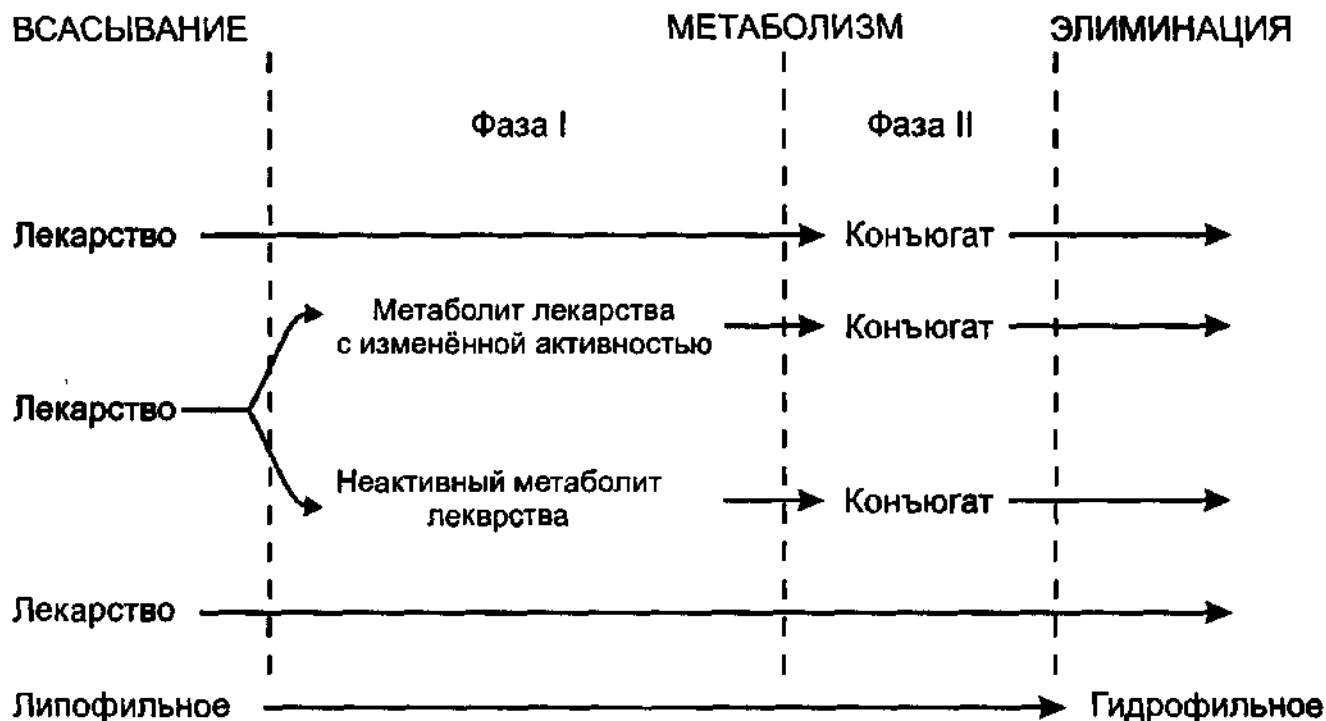 ВСАСЫВАНИЕ МЕТАБОЛИЗМ ЭЛИМИНАЦИЯ
Фаза I Фаза II
Лекарство Конъюгат
Метаболит лекарства
с изменённой активностью
Конъюгат
Лекарство
Неактивный метаболит
лекврства
Конъюгат
Лекарство
Липофильное Гидрофильное